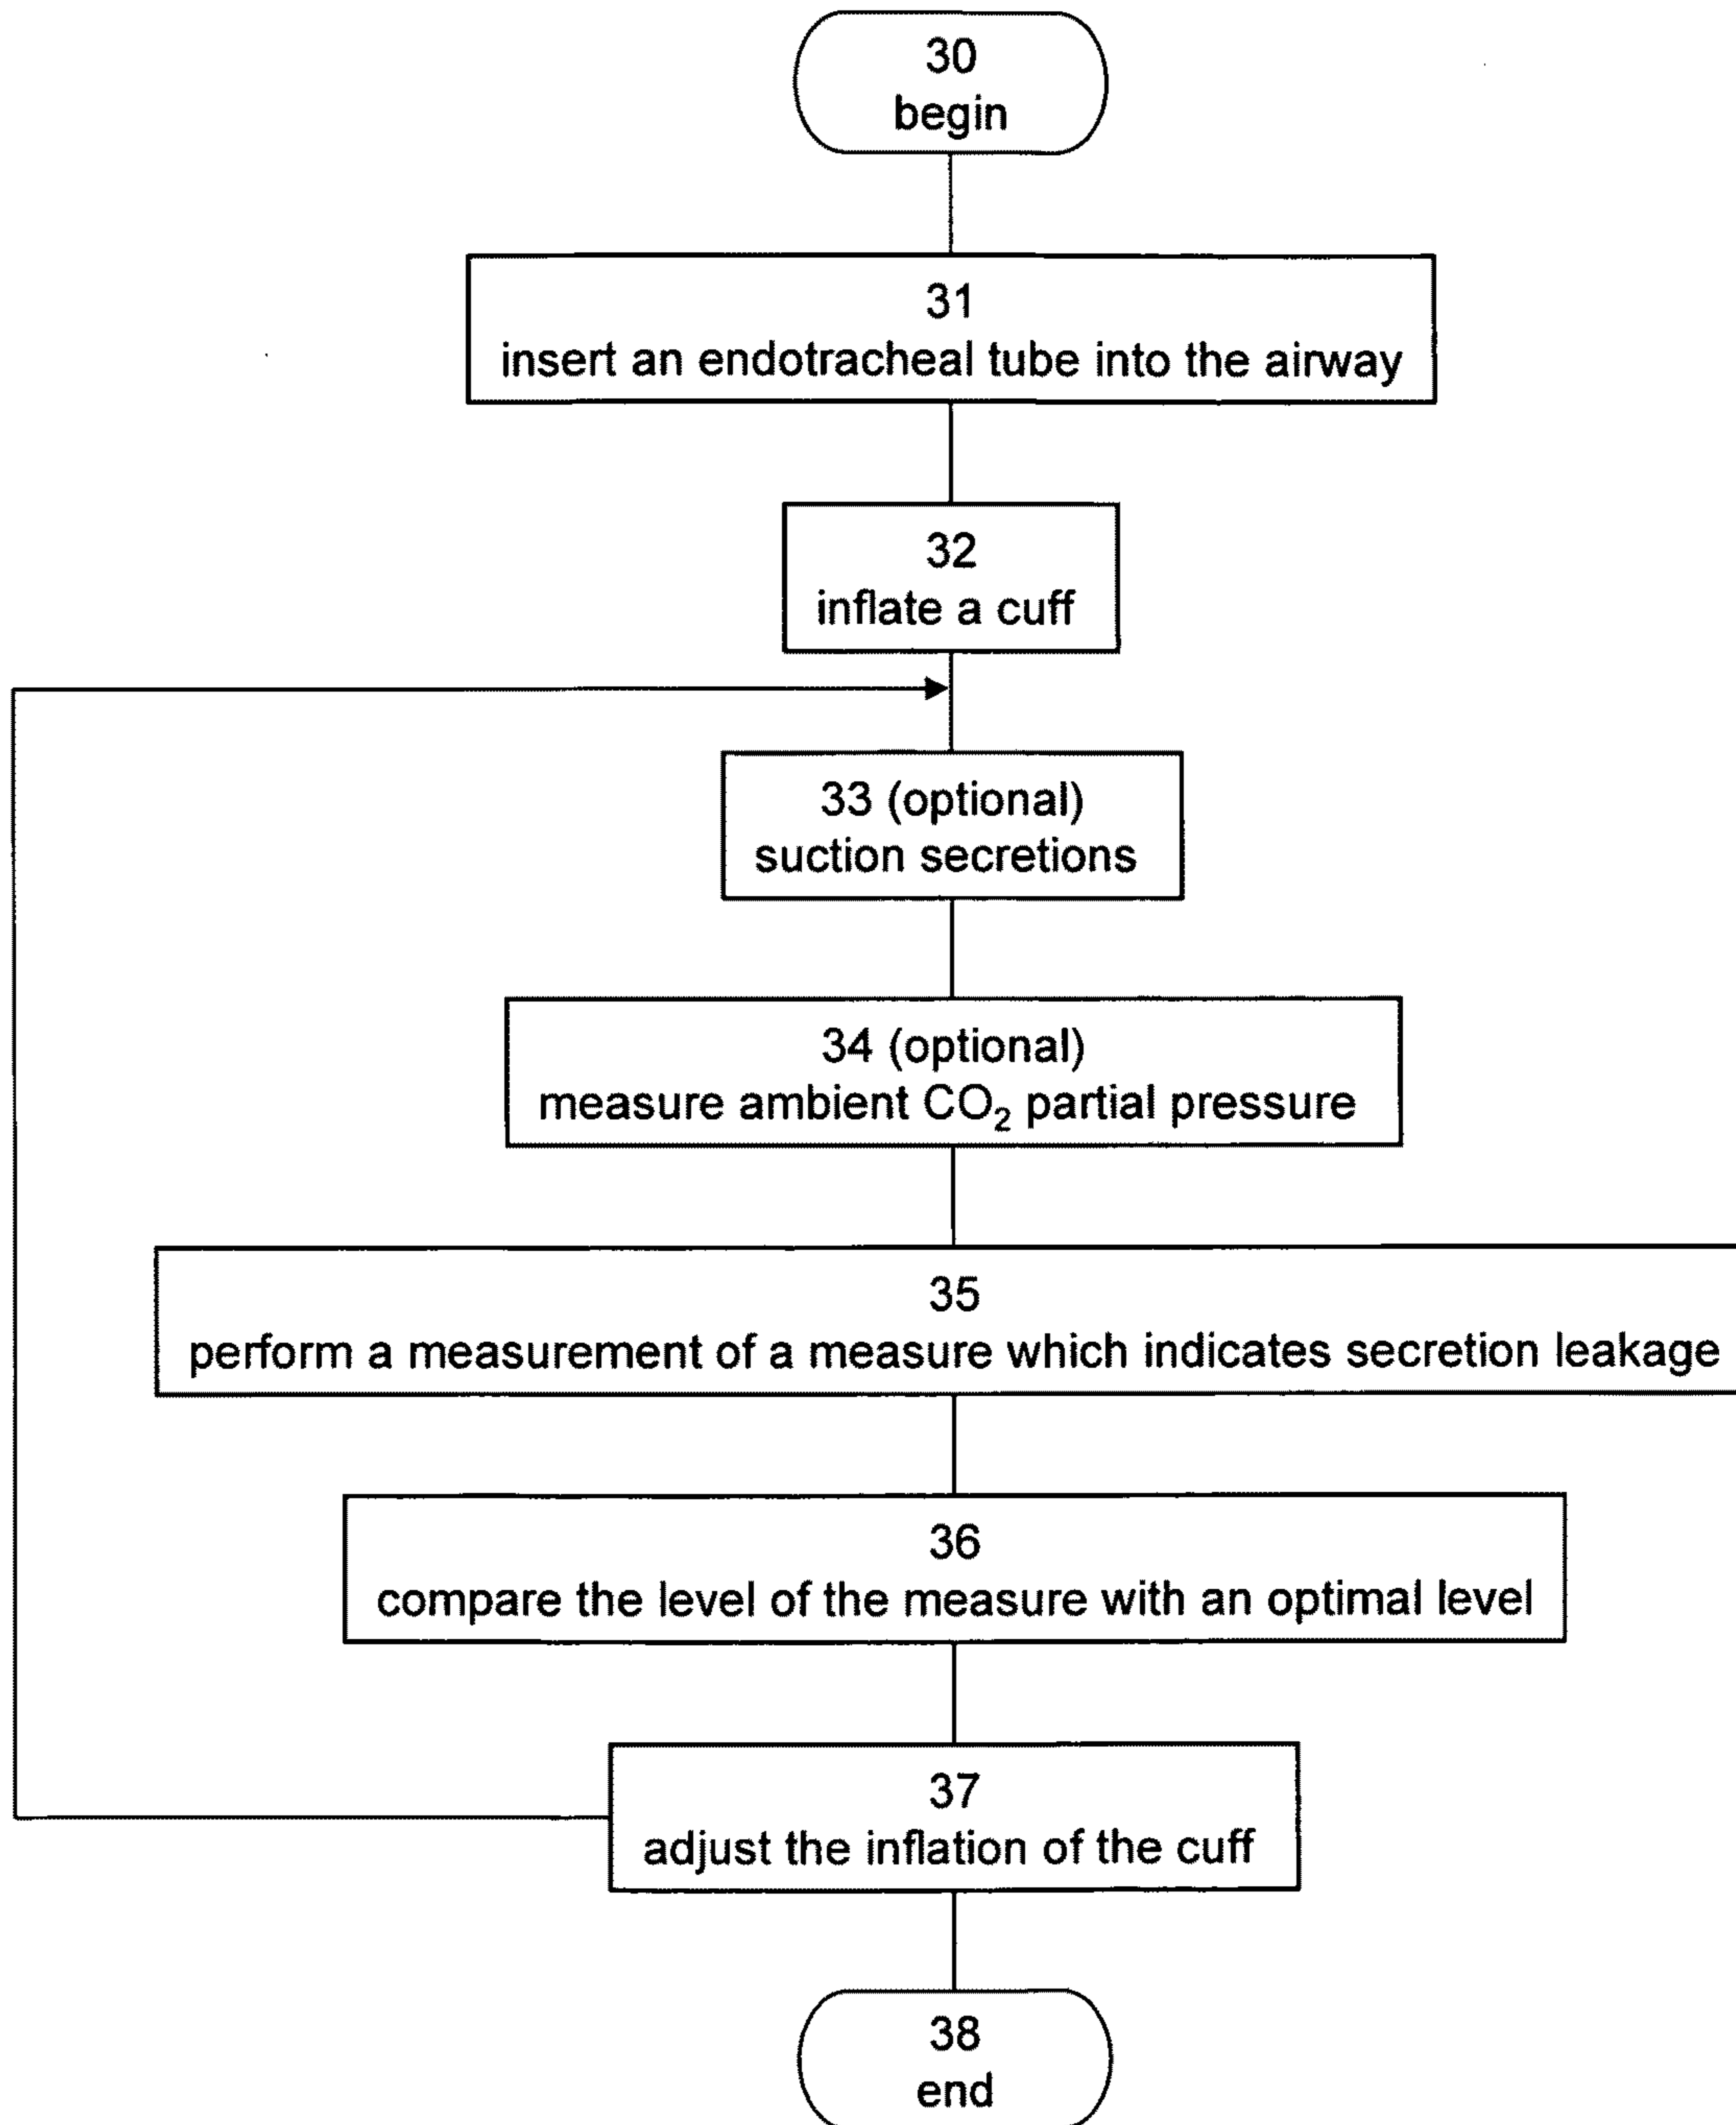 30
begin
31
insert an endotracheal tube into the airway
32
inflate a cuff
33 (optional)
suction secretions
34 (optional)
measure ambient CO₂ partial pressure
35
perform a measurement of a measure which indicates secretion leakage
36
compare the level of the measure with an optimal level
37
adjust the inflation of the cuff
38
end